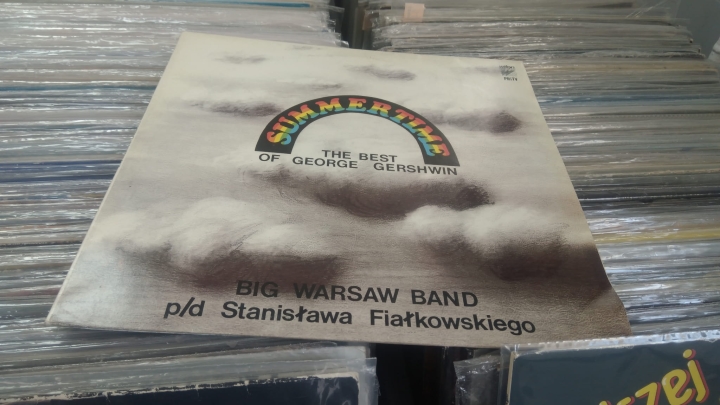 SUMMERTIME
THE BEST
OF GEORGE GERSHWIN
BIG WARSAW BAND
p/d Stanisława Fiałkowskiego